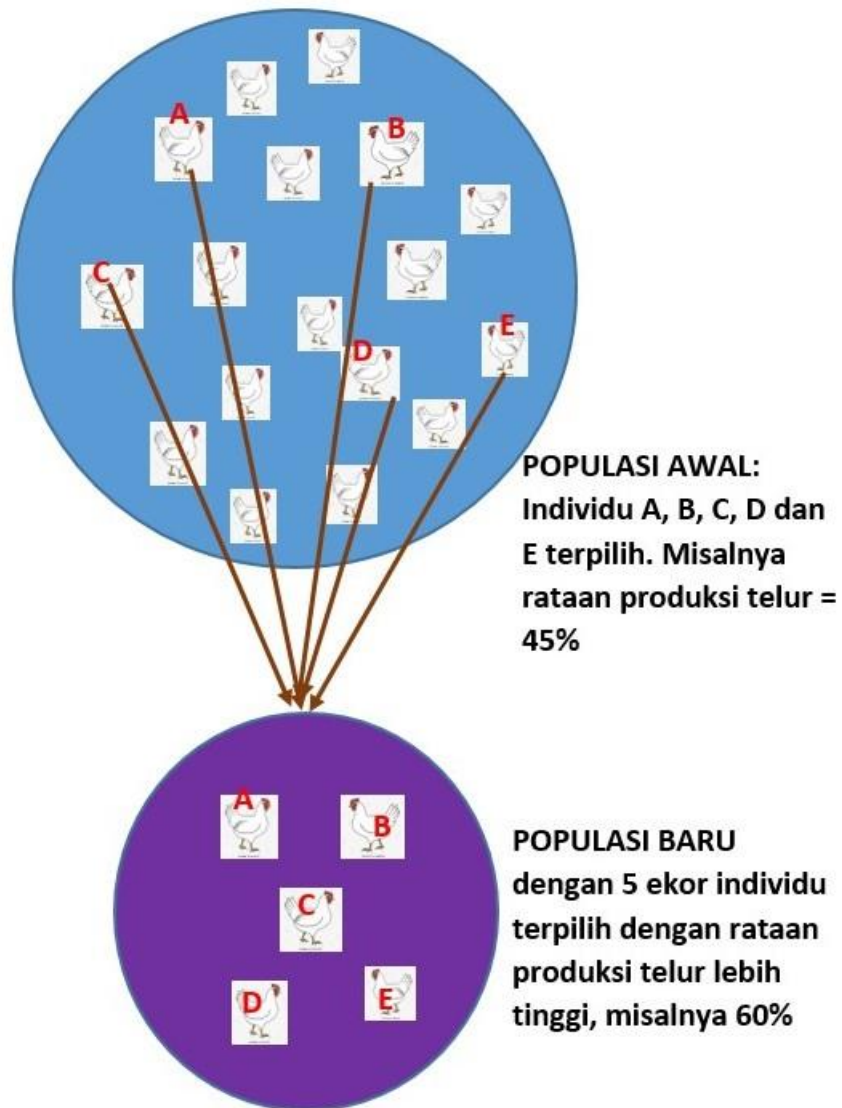 A
B
C
D
E
POPULASI AWAL:
Individu A, B, C, D dan
E terpilih. Misalnya
rataan produksi telur =
45%
A
B
C
D
E
POPULASI BARU
dengan 5 ekor individu
terpilih dengan rataan
produksi telur lebih
tinggi, misalnya 60%